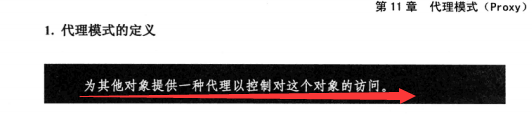 第 11 章 代理模式（Proxy）
1. 代理模式的定义
为其他对象提供一种代理以控制对这个对象的访问。